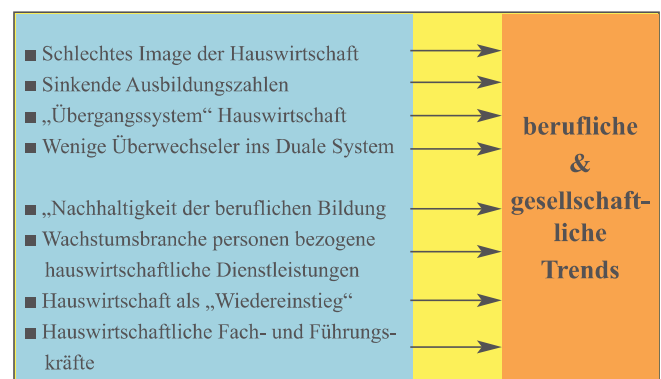 ■ Schlechtes Image der Hauswirtschaft
■ Sinkende Ausbildungszahlen
■ „Übergangssystem“ Hauswirtschaft
■ Wenige Überwechseler ins Duale System
■ „Nachhaltigkeit der beruflichen Bildung
■ Wachstumsbranche personen bezogene
hauswirtschaftliche Dienstleistungen
■ Hauswirtschaft als „Wiedereinstieg“
■ Hauswirtschaftliche Fach- und Führungs-
kräfte
berufliche
&
gesellschaft-
liche
Trends